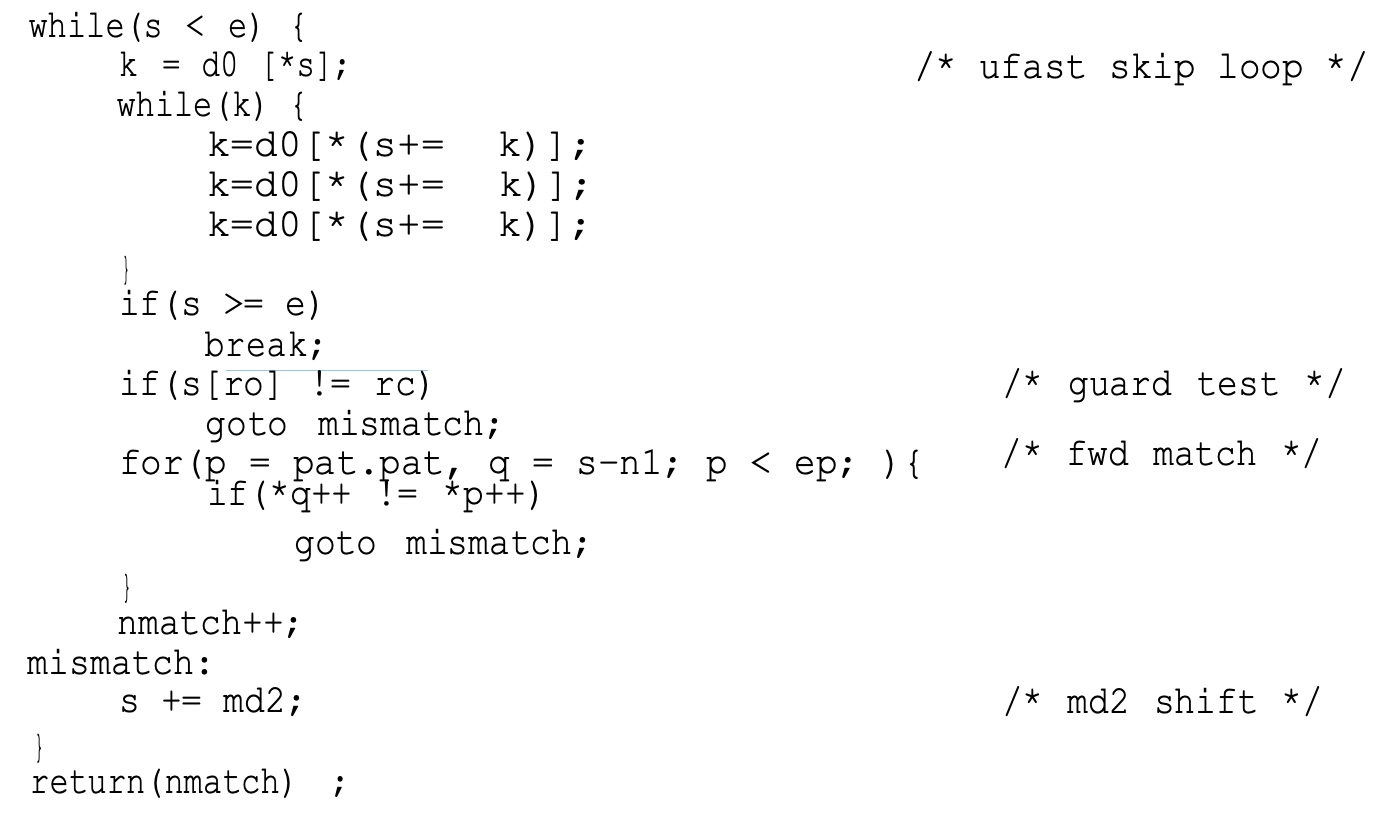 while(s < e) {
k = d0 [*s]; /* ufast skip loop */
while(k) {
k=d0[*(s+= k)];
k=d0[*(s+= k)];
k=d0[*(s+= k)];
}
if(s >= e)
break;
if(s[ro] != rc) /* guard test */
goto mismatch;
for(p = pat.pat, q = s-n1; p < ep; ){ /* fwd match */
if(*q++ != *p++)
goto mismatch;
}
nmatch++;
mismatch:
s += md2; /* md2 shift */
}
return(nmatch) ;